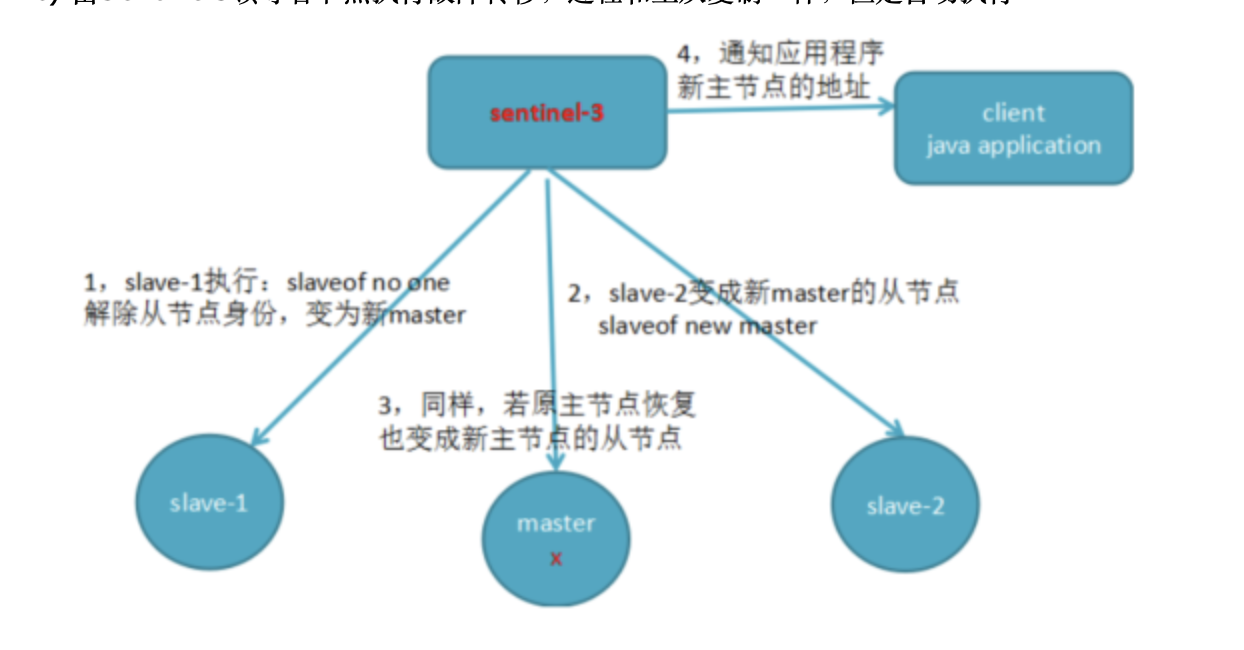 4，通知应用程序
新主节点的地址
sentinel-3
client
java application
1，slave-1执行：slaveof no one
解除从节点身份，变为新master
2，slave-2变成新master的从节点
slaveof new master
3，同样，若原主节点恢复
也变成新主节点的从节点
slave-1
master
x
slave-2